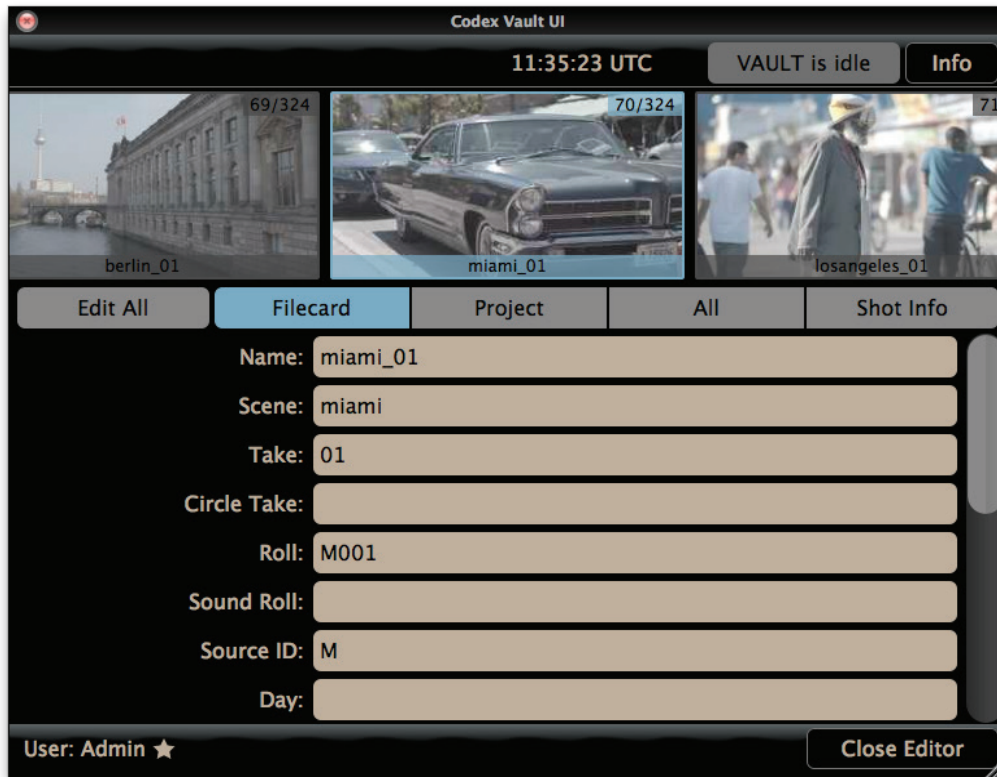 Codex Vault UI
11:35:23 UTC VAULT is idle Info
69/324 70/324 71
berlin_01 miami_01 losangeles_01
Edit All Filecard Project All Shot Info
Name: miami_01
Scene: miami
Take: 01
Circle Take:
Roll: M001
Sound Roll:
Source ID: M
Day:
User: Admin Close Editor